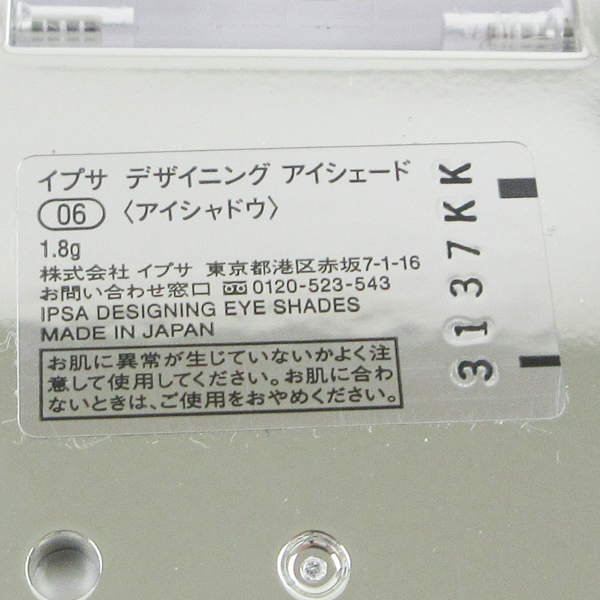 イプサ デザイニング アイシェード
06 〈アイシャドウ〉
1.8g
株式会社 イプサ 東京都港区赤坂7-1-16
お問い合わせ窓口 0120-523-543
IPSA DESIGNING EYE SHADES
MADE IN JAPAN
お肌に異常が生じていないかよく注
意して使用してください。お肌に合わ
ないときは、ご使用をおやめください。
3137KK